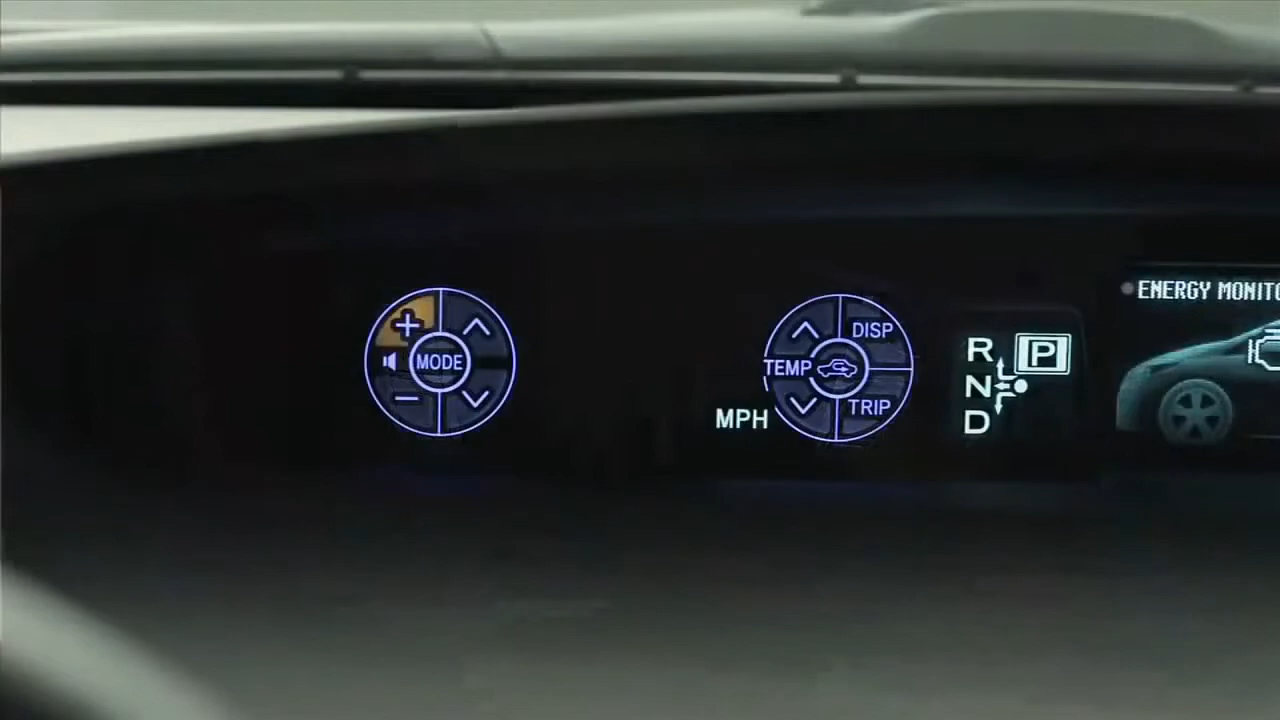 +
MODE
−
TEMP
DISP
TRIP
MPH
R
N
D
P
ENERGY MONITO